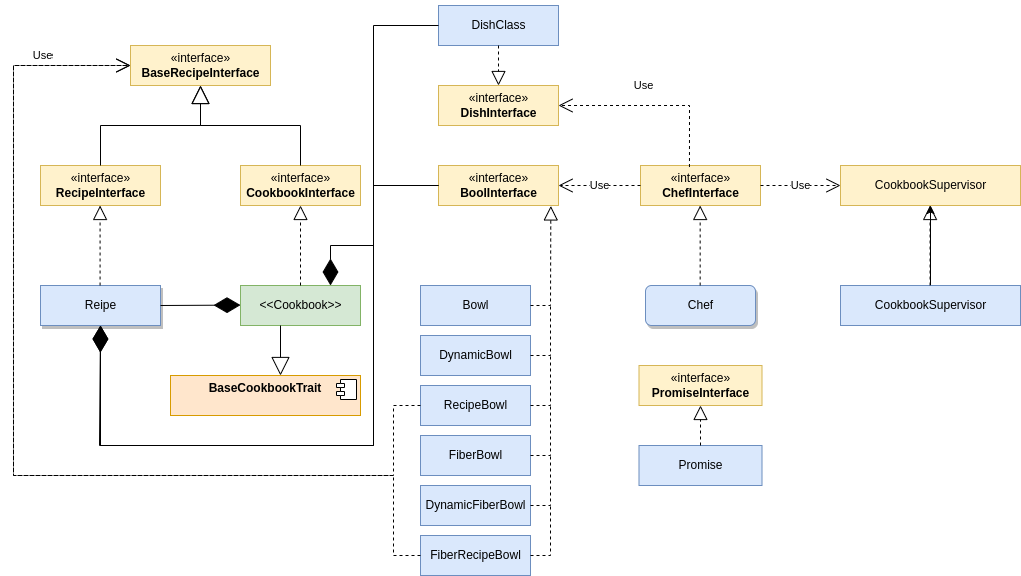 DishClass
Use
«interface»
BaseRecipeInterface
«interface»
DishInterface
Use
«interface»
RecipeInterface
«interface»
CookbookInterface
«interface»
BoolInterface
Use
«interface»
ChefInterface
Use
CookbookSupervisor
Reipe
<<Cookbook>>
Bowl
Chef
CookbookSupervisor
DynamicBowl
BaseCookbookTrait
RecipeBowl
«interface»
PromiseInterface
FiberBowl
Promise
DynamicFiberBowl
FiberRecipeBowl